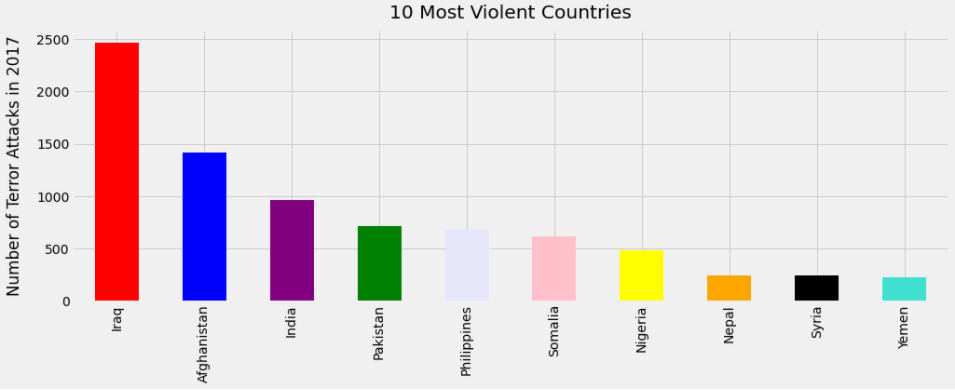 10 Most Violent Countries
Number of Terror Attacks in 2017
2500
2000
1500
1000
500
0
Iraq
Afghanistan
India
Pakistan
Philippines
Somalia
Nigeria
Nepal
Syria
Yemen